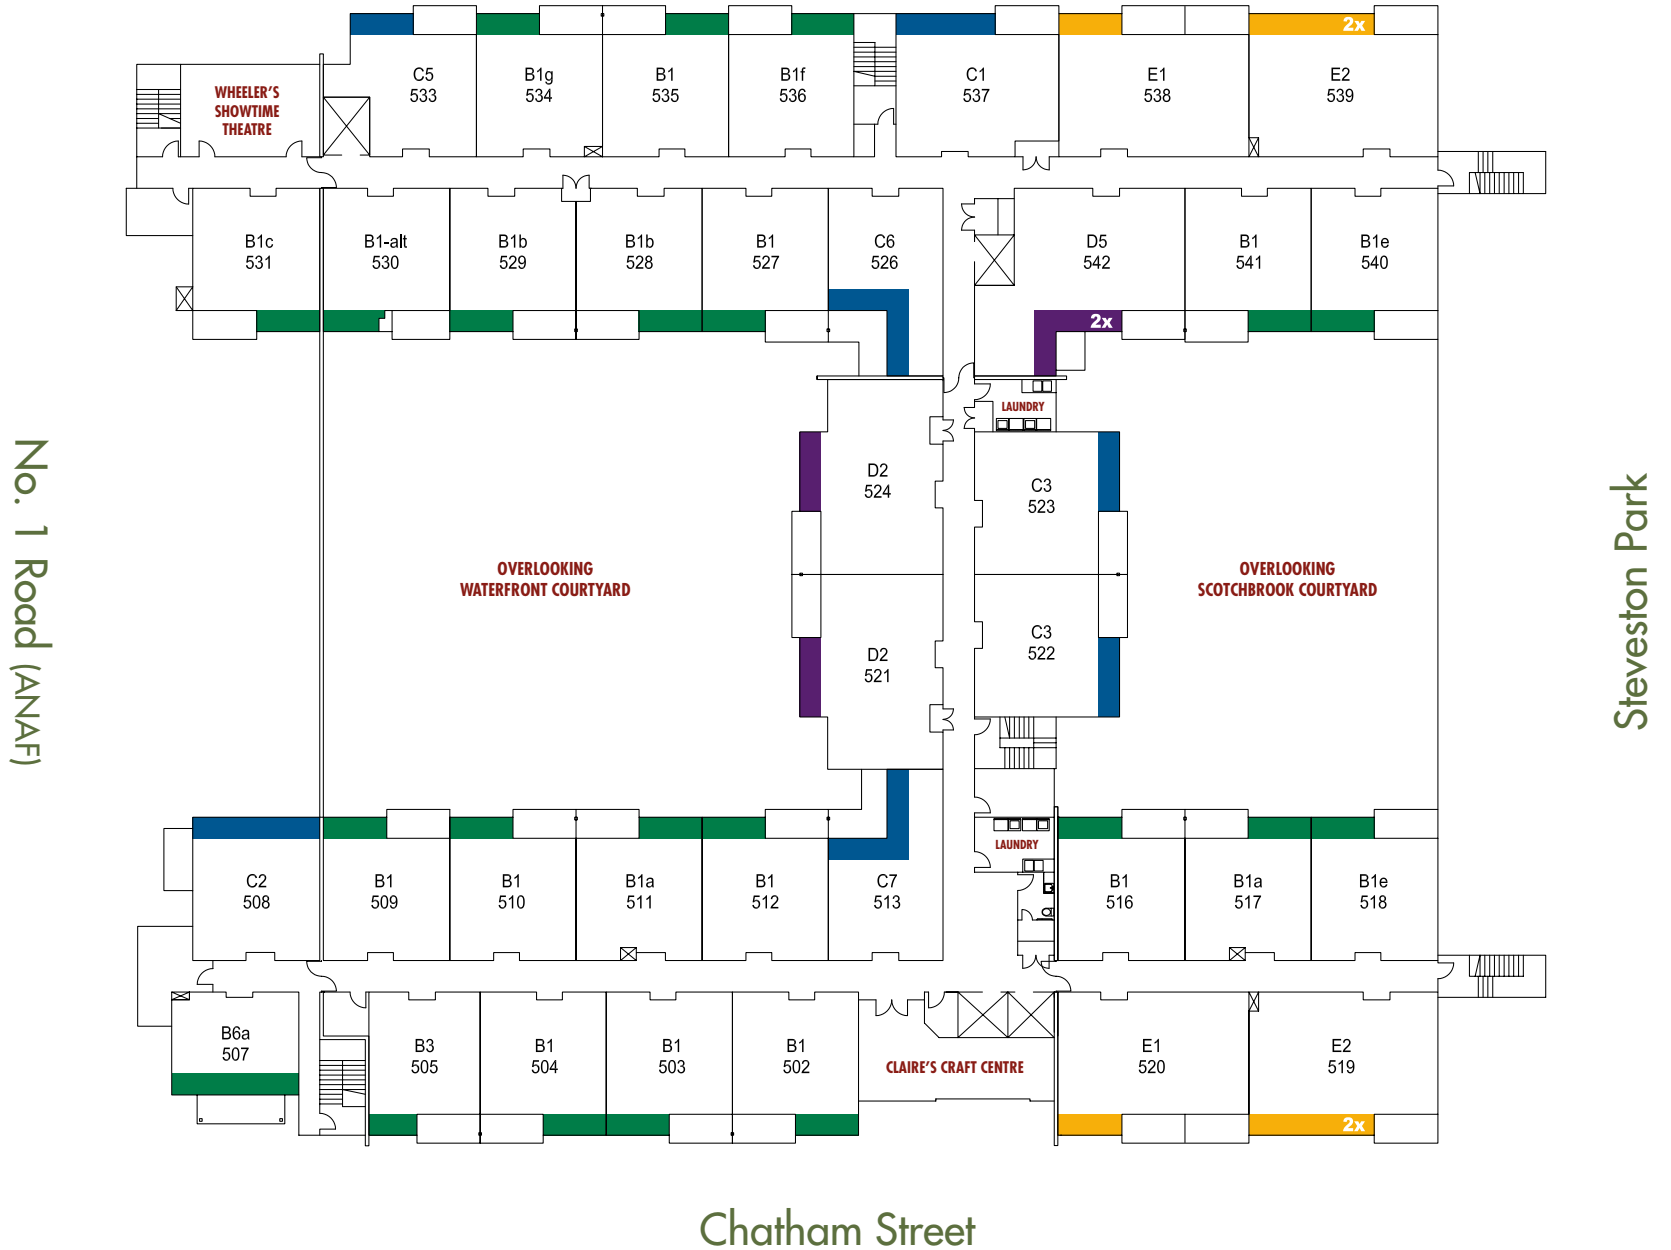 2x
2x
C5
533
B1g
534
B1
535
B1f
536
C1
537
E1
538
E2
539
WHEELER'S
SHOWTIME
THEATRE
B1c
531
B1-alt
530
B1b
529
B1b
528
B1
527
C6
526
D5
542
B1
541
B1e
540
LAUNDRY
D2
524
C3
523
No. 1 Road (ANAF)
OVERLOOKING
WATERFRONT COURTYARD
OVERLOOKING
SCOTCHBROOK COURTYARD
Steveston Park
D2
521
C3
522
LAUNDRY
C2
508
B1
509
B1
510
B1a
511
B1
512
C7
513
B1
516
B1a
517
B1e
518
B6a
507
B3
505
B1
504
B1
503
B1
502
CLAIRE'S CRAFT CENTRE
E1
520
E2
519
2x
Chatham Street